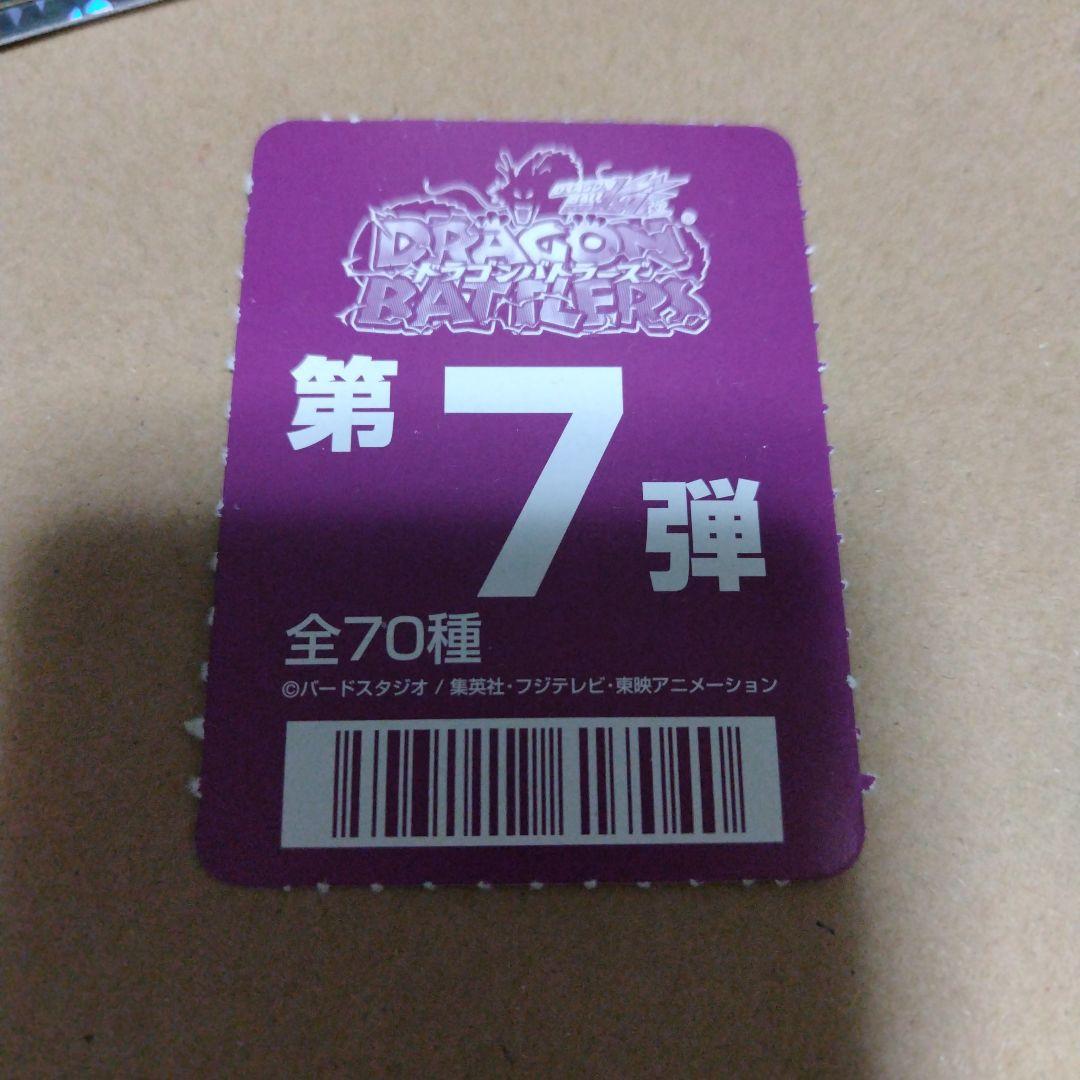 DRAGON BALL 改
DRAGON
ドラゴンバトラーズ
BATTLERS
第7弾
全70種
©バードスタジオ / 集英社・フジテレビ・東映アニメーション